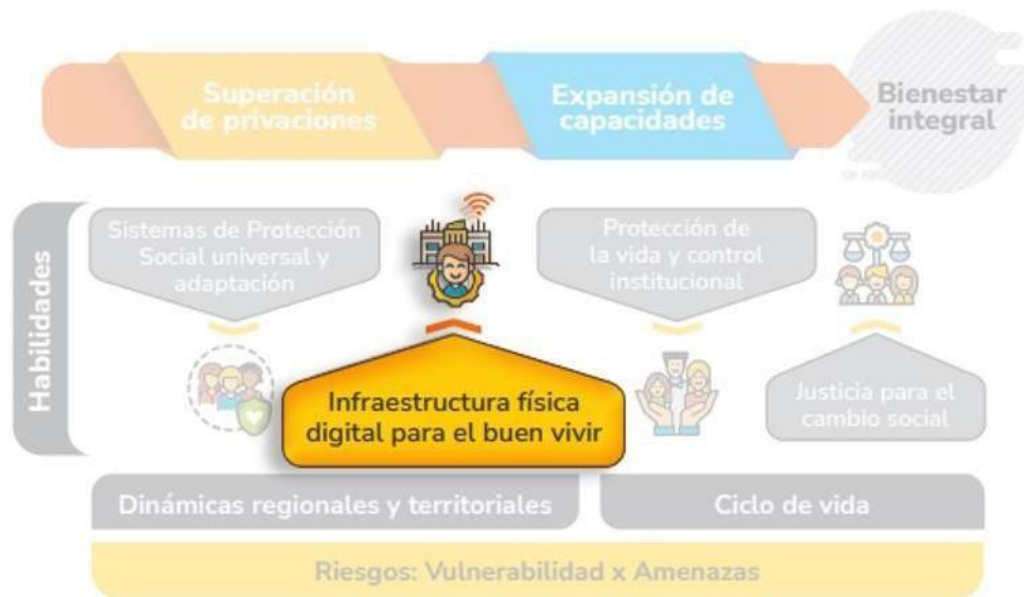 Superación
de privaciones
Expansión de
capacidades
Bienestar
integral
Habilidades
Sistemas de Protección
Social universal y
adaptación
Infraestructura física
digital para el buen vivir
Protección de
la vida y control
institucional
Justicia para el
cambio social
Dinámicas regionales y territoriales
Ciclo de vida
Riesgos: Vulnerabilidad x Amenazas